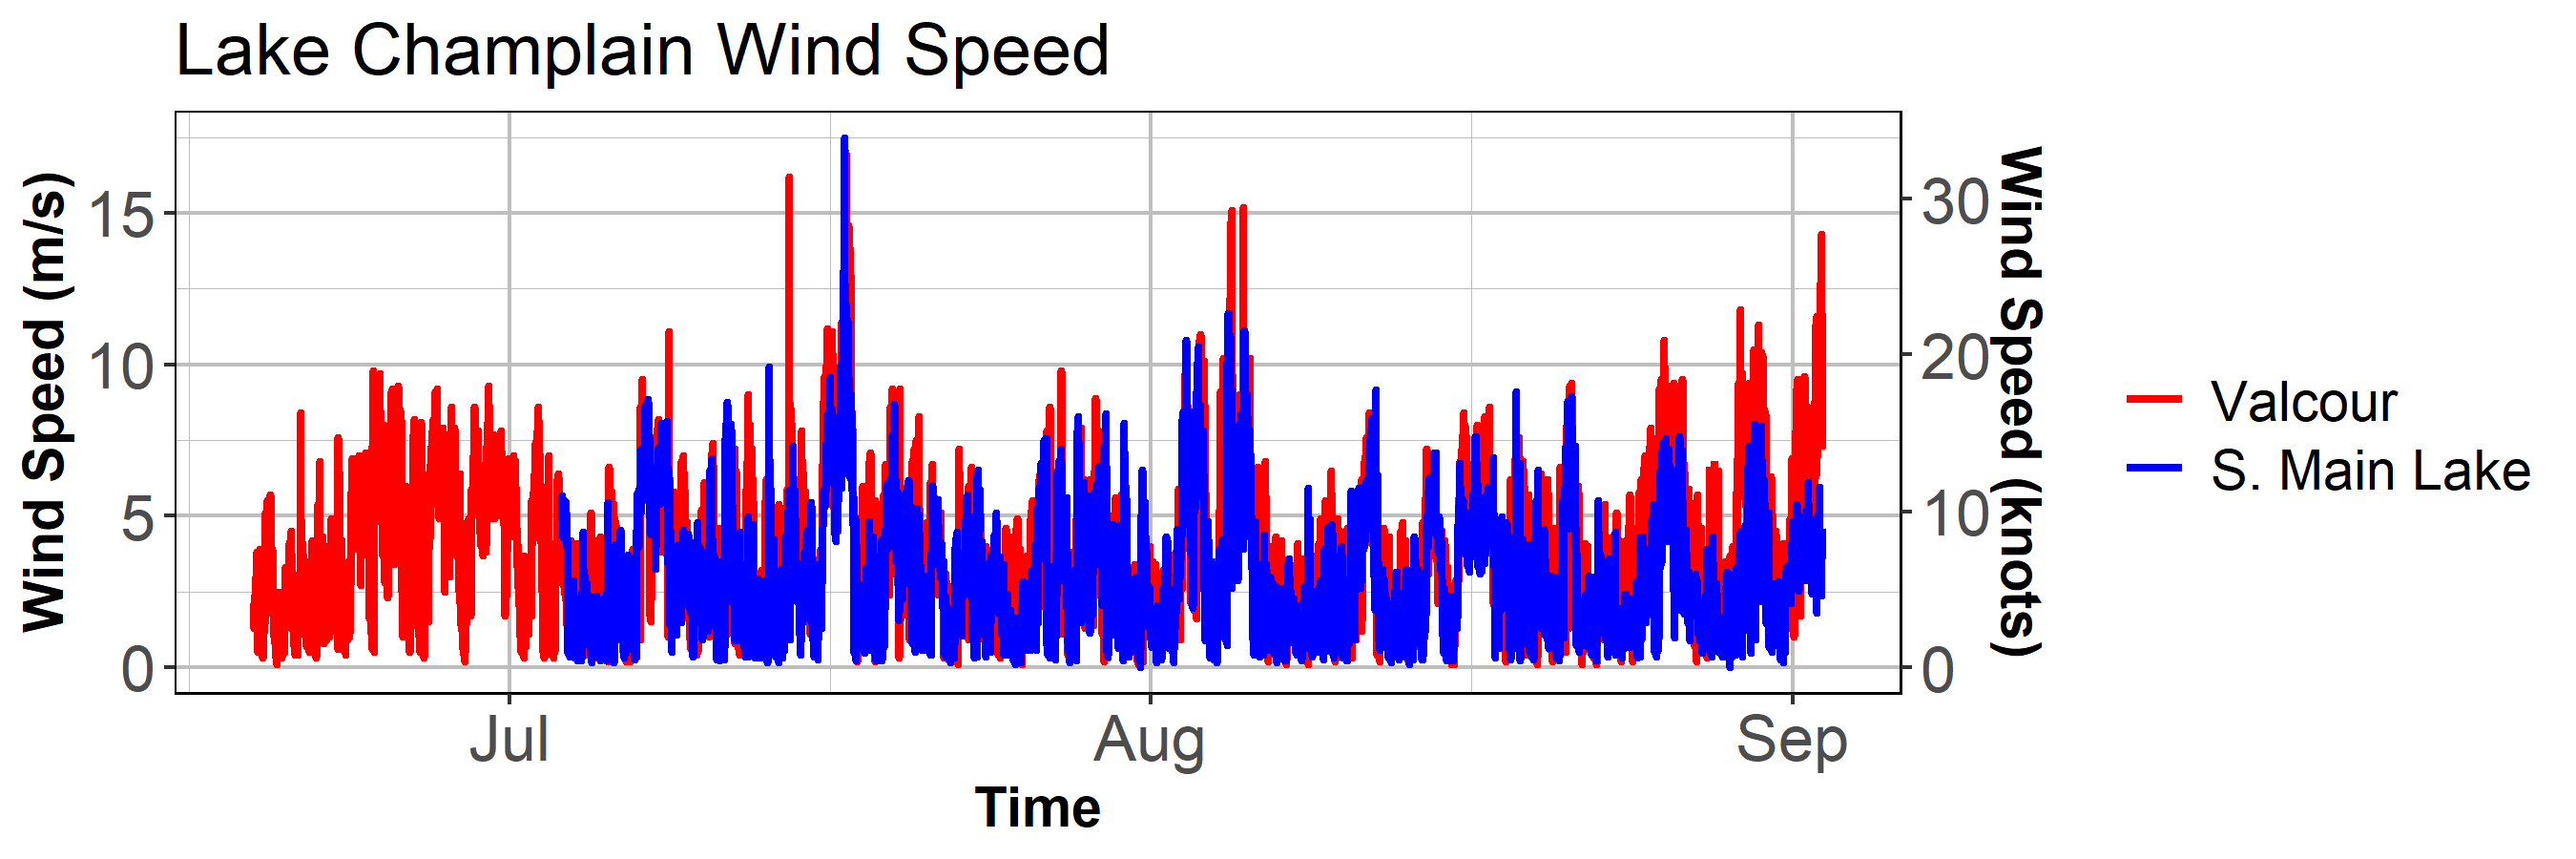 Lake Champlain Wind Speed
Wind Speed (m/s)
15
10
5
0
30
20
10
0
Wind Speed (knots)
Jul
Aug
Sep
Time
Valcour
S. Main Lake